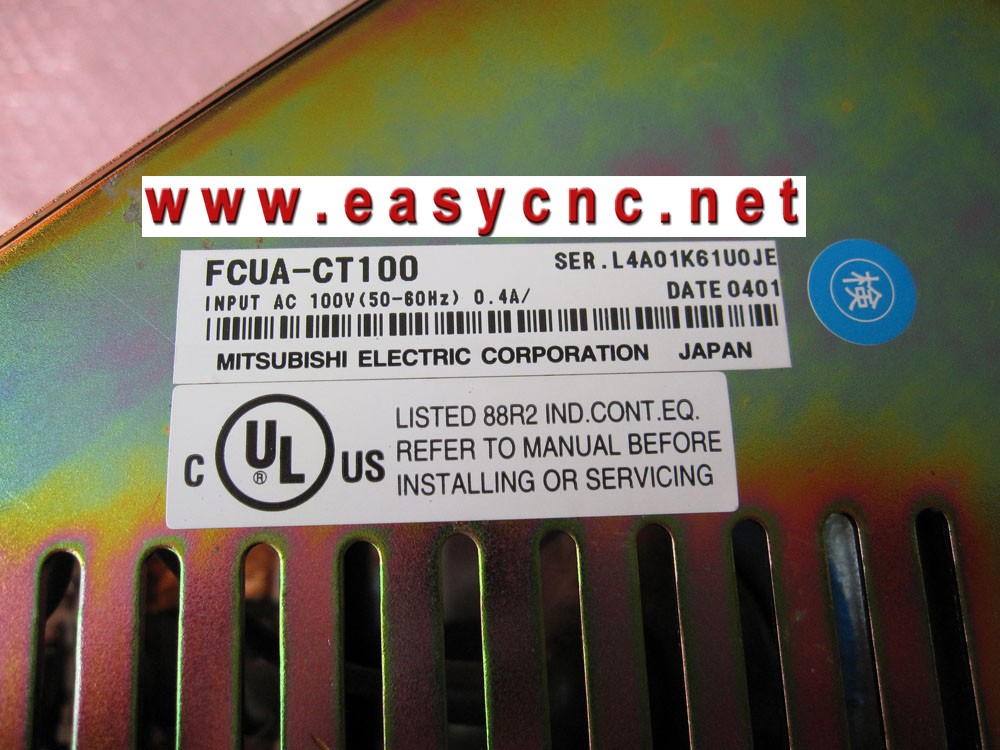 www.easycnc.net
FCUA-CT100 SER.L4A01K61U0JE
INPUT AC 100V(50-60Hz) 0.4A/ DATE 0401
MITSUBISHI ELECTRIC CORPORATION JAPAN
検
C UL ® US
LISTED 88R2 IND.CONT.EQ.
REFER TO MANUAL BEFORE
INSTALLING OR SERVICING